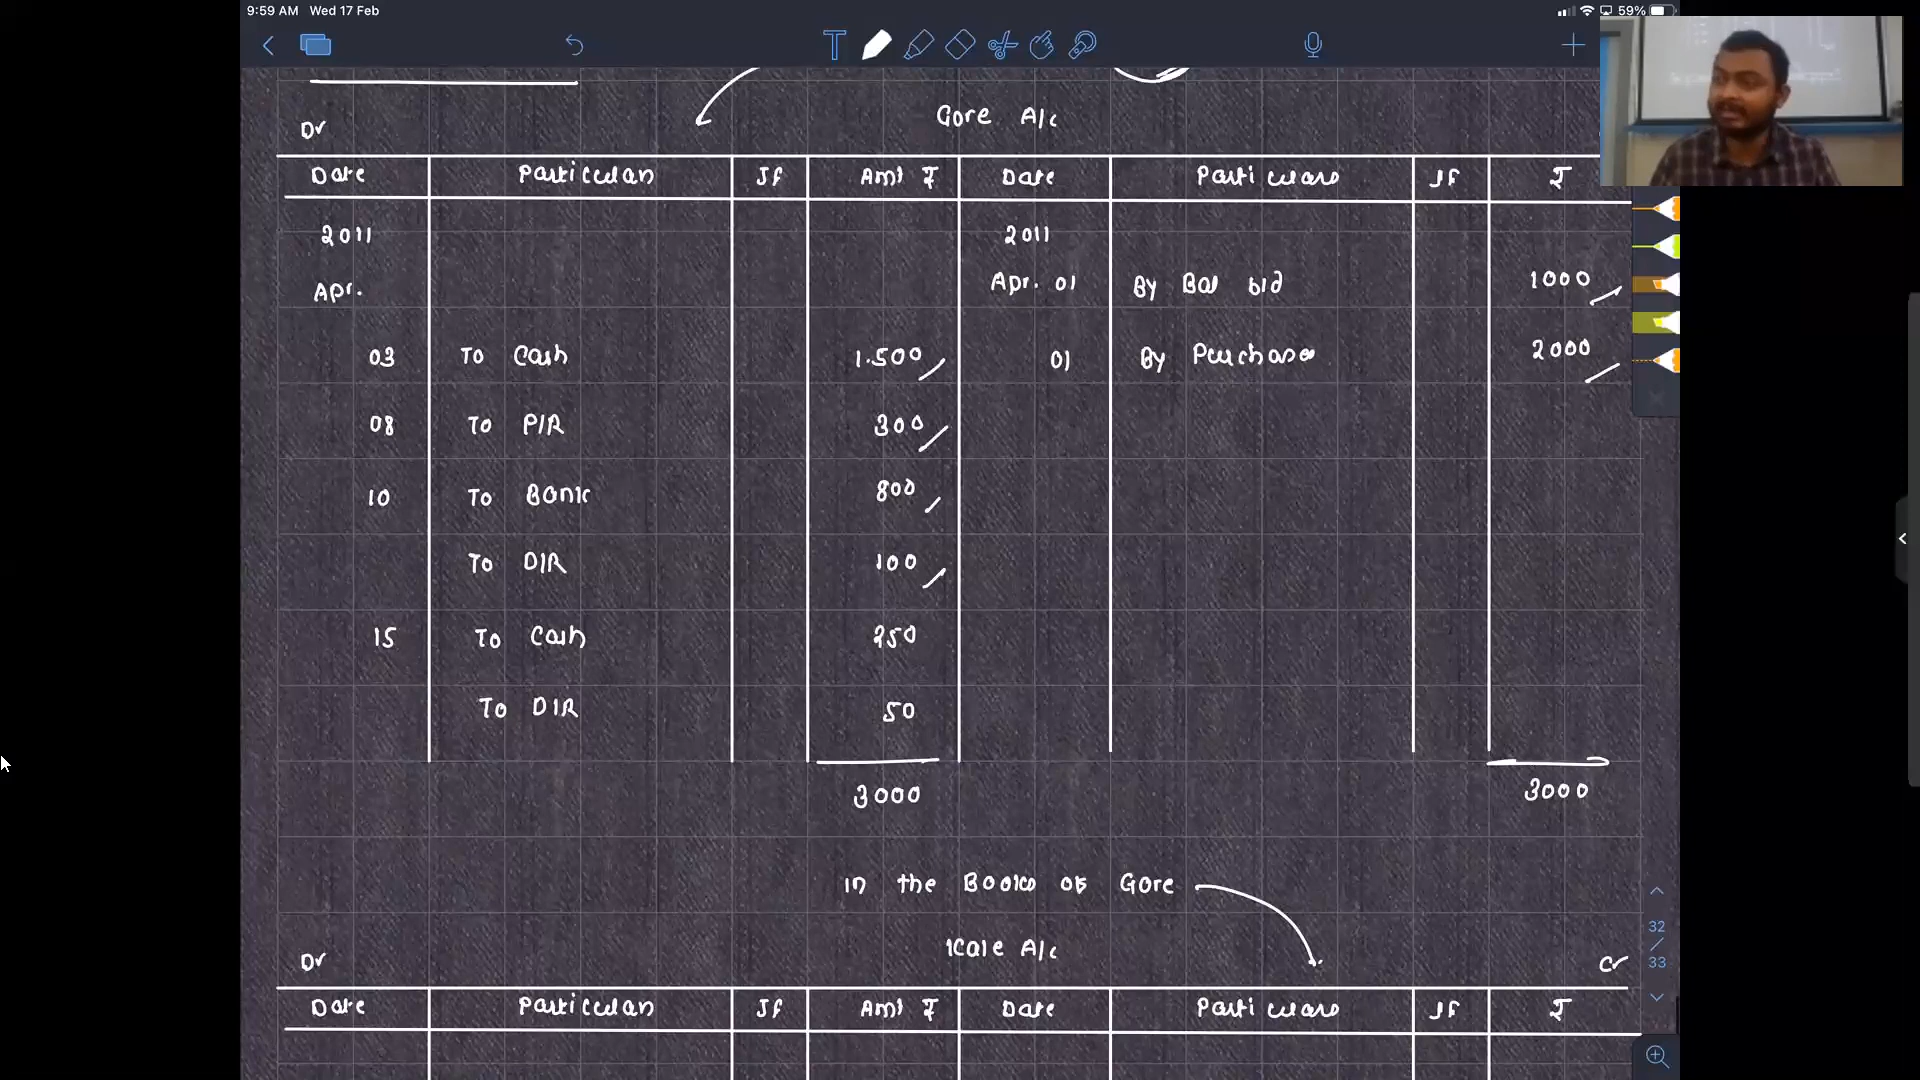 9:59 AM Wed 17 Feb 59%
Gore A/c
Dr
Date Particulars Jf Amt ₹ Date Particulars Jf ₹
2011 2011
Apr. Apr. 01 By Bal b/d 1000
03 To Cash 1,500 01 By Purchase 2000
08 To P/R 300
10 To Bank 800
To D/R 100
15 To Cash 250
To D/R 50
3000 3000
In the Books of Gore
Kale A/c
Dr Cr
Date Particulars Jf Amt ₹ Date Particulars Jf ₹
32
33